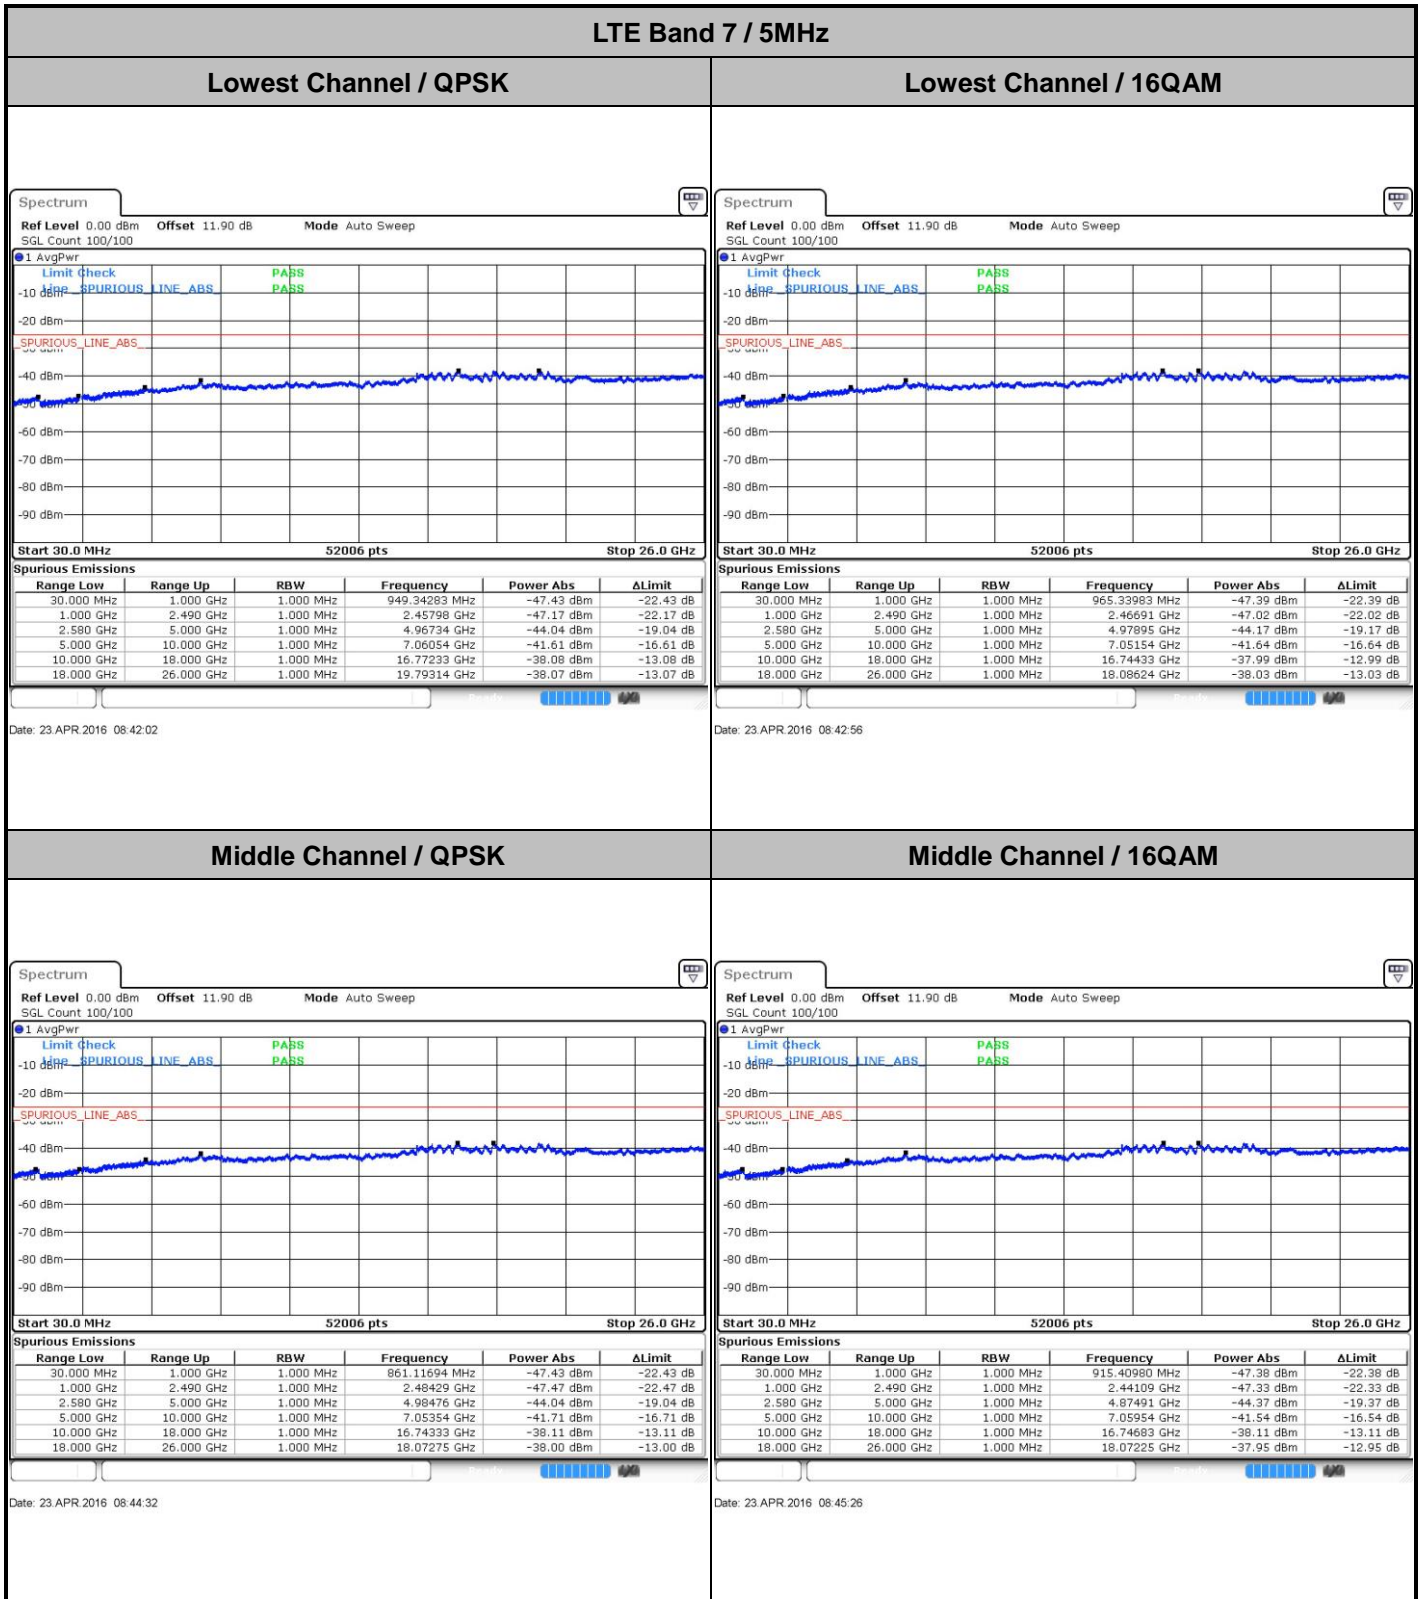 LTE Band 7 / 5MHz
Lowest Channel / QPSK
Lowest Channel / 16QAM
Spectrum
Ref Level 0.00 dBm Offset 11.90 dB Mode Auto Sweep
SGL Count 100/100
1 AvgPwr
Limit Check PASS
Line _SPURIOUS_LINE_ABS_ PASS
-10 dBm
-20 dBm
_SPURIOUS_LINE_ABS_
-30 dBm
-40 dBm
-50 dBm
-60 dBm
-70 dBm
-80 dBm
-90 dBm
Start 30.0 MHz 52006 pts Stop 26.0 GHz
Spurious Emissions
Range Low Range Up RBW Frequency Power Abs ΔLimit
30.000 MHz 1.000 GHz 1.000 MHz 949.34283 MHz -47.43 dBm -22.43 dB
1.000 GHz 2.490 GHz 1.000 MHz 2.45798 GHz -47.17 dBm -22.17 dB
2.580 GHz 5.000 GHz 1.000 MHz 4.96734 GHz -44.04 dBm -19.04 dB
5.000 GHz 10.000 GHz 1.000 MHz 7.06054 GHz -41.61 dBm -16.61 dB
10.000 GHz 18.000 GHz 1.000 MHz 16.77233 GHz -38.08 dBm -13.08 dB
18.000 GHz 26.000 GHz 1.000 MHz 19.79314 GHz -38.07 dBm -13.07 dB
Date: 23.APR.2016 08:42:02
Spectrum
Ref Level 0.00 dBm Offset 11.90 dB Mode Auto Sweep
SGL Count 100/100
1 AvgPwr
Limit Check PASS
Line _SPURIOUS_LINE_ABS_ PASS
-10 dBm
-20 dBm
_SPURIOUS_LINE_ABS_
-30 dBm
-40 dBm
-50 dBm
-60 dBm
-70 dBm
-80 dBm
-90 dBm
Start 30.0 MHz 52006 pts Stop 26.0 GHz
Spurious Emissions
Range Low Range Up RBW Frequency Power Abs ΔLimit
30.000 MHz 1.000 GHz 1.000 MHz 965.33983 MHz -47.39 dBm -22.39 dB
1.000 GHz 2.490 GHz 1.000 MHz 2.46691 GHz -47.02 dBm -22.02 dB
2.580 GHz 5.000 GHz 1.000 MHz 4.97895 GHz -44.17 dBm -19.17 dB
5.000 GHz 10.000 GHz 1.000 MHz 7.05154 GHz -41.64 dBm -16.64 dB
10.000 GHz 18.000 GHz 1.000 MHz 16.74433 GHz -37.99 dBm -12.99 dB
18.000 GHz 26.000 GHz 1.000 MHz 18.08624 GHz -38.03 dBm -13.03 dB
Date: 23.APR.2016 08:42:56
Middle Channel / QPSK
Middle Channel / 16QAM
Spectrum
Ref Level 0.00 dBm Offset 11.90 dB Mode Auto Sweep
SGL Count 100/100
1 AvgPwr
Limit Check PASS
Line _SPURIOUS_LINE_ABS_ PASS
-10 dBm
-20 dBm
_SPURIOUS_LINE_ABS_
-30 dBm
-40 dBm
-50 dBm
-60 dBm
-70 dBm
-80 dBm
-90 dBm
Start 30.0 MHz 52006 pts Stop 26.0 GHz
Spurious Emissions
Range Low Range Up RBW Frequency Power Abs ΔLimit
30.000 MHz 1.000 GHz 1.000 MHz 861.11694 MHz -47.43 dBm -22.43 dB
1.000 GHz 2.490 GHz 1.000 MHz 2.48429 GHz -47.47 dBm -22.47 dB
2.580 GHz 5.000 GHz 1.000 MHz 4.98476 GHz -44.04 dBm -19.04 dB
5.000 GHz 10.000 GHz 1.000 MHz 7.05354 GHz -41.71 dBm -16.71 dB
10.000 GHz 18.000 GHz 1.000 MHz 16.74333 GHz -38.11 dBm -13.11 dB
18.000 GHz 26.000 GHz 1.000 MHz 18.07275 GHz -38.00 dBm -13.00 dB
Date: 23.APR.2016 08:44:32
Spectrum
Ref Level 0.00 dBm Offset 11.90 dB Mode Auto Sweep
SGL Count 100/100
1 AvgPwr
Limit Check PASS
Line _SPURIOUS_LINE_ABS_ PASS
-10 dBm
-20 dBm
_SPURIOUS_LINE_ABS_
-30 dBm
-40 dBm
-50 dBm
-60 dBm
-70 dBm
-80 dBm
-90 dBm
Start 30.0 MHz 52006 pts Stop 26.0 GHz
Spurious Emissions
Range Low Range Up RBW Frequency Power Abs ΔLimit
30.000 MHz 1.000 GHz 1.000 MHz 915.40980 MHz -47.38 dBm -22.38 dB
1.000 GHz 2.490 GHz 1.000 MHz 2.44109 GHz -47.33 dBm -22.33 dB
2.580 GHz 5.000 GHz 1.000 MHz 4.87491 GHz -44.37 dBm -19.37 dB
5.000 GHz 10.000 GHz 1.000 MHz 7.05954 GHz -41.54 dBm -16.54 dB
10.000 GHz 18.000 GHz 1.000 MHz 16.74683 GHz -38.11 dBm -13.11 dB
18.000 GHz 26.000 GHz 1.000 MHz 18.07225 GHz -37.95 dBm -12.95 dB
Date: 23.APR.2016 08:45:26